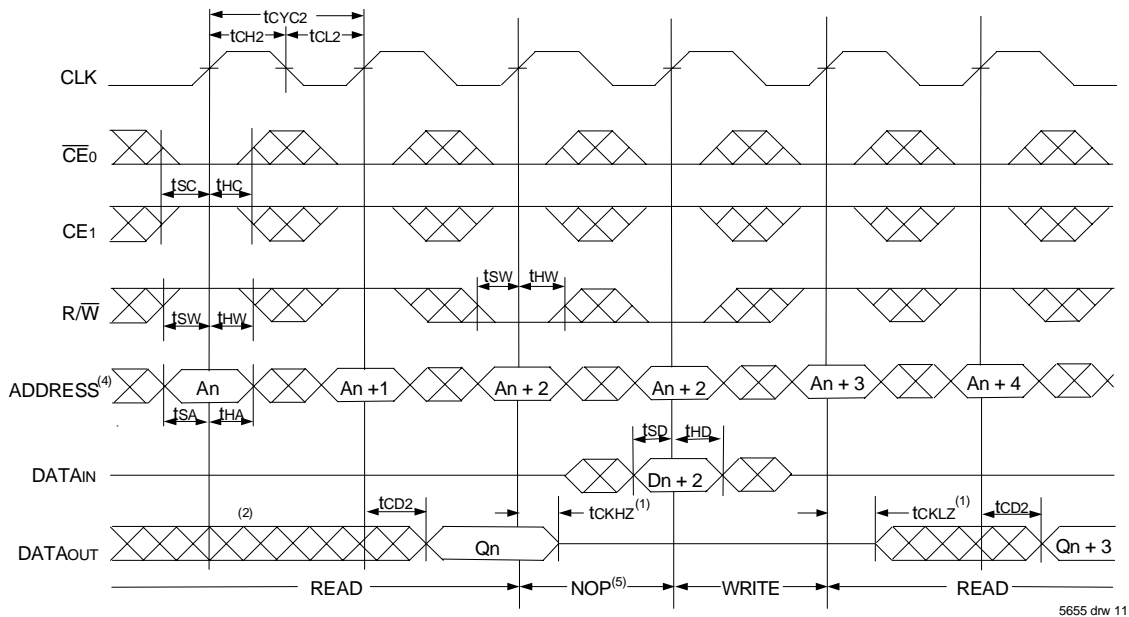 tCYC2
tCH2 tCL2
CLK
CE0
tSC tHC
CE1
tSW tHW
R/W
tSW tHW
ADDRESS(4) An An + 1 An + 2 An + 2 An + 3 An + 4
tSA tHA
tSD tHD
DATAIN Dn + 2
tCD2 tCKHZ(1) tCKLZ(1) tCD2
(2)
DATAOUT Qn Qn + 3
READ NOP(5) WRITE READ
5655 drw 11